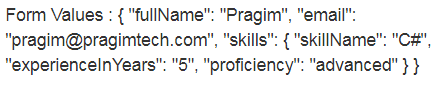 Form Values : { "fullName": "Pragim", "email":
"pragim@pragimtech.com", "skills": { "skillName": "C#",
"experienceInYears": "5", "proficiency": "advanced" } }